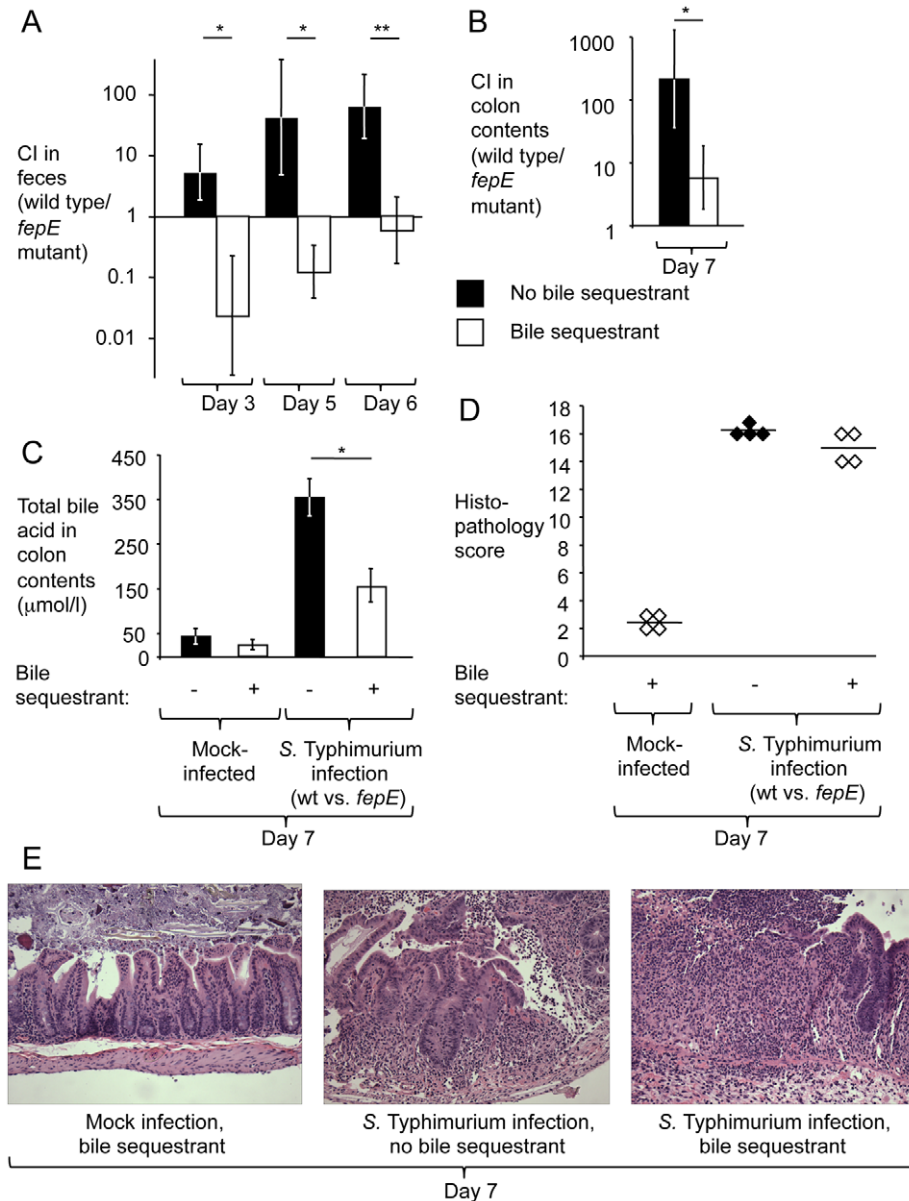 A
* * **
100
10
1
0.1
0.01
CI in
feces
(wild type/
fepE
mutant)
Day 3 Day 5 Day 6
B
*
1000
100
10
1
CI in
colon
contents
(wild type/
fepE
mutant)
Day 7
No bile sequestrant
Bile sequestrant
C
*
450
350
250
150
50
0
Total bile
acid in
colon
contents
(μmol/l)
Bile
sequestrant:
- + - +
Mock-
infected
S. Typhimurium
infection
(wt vs. fepE)
Day 7
D
18
16
14
12
10
8
6
4
2
0
Histo-
pathology
score
Bile
sequestrant:
+ - +
Mock-
infected
S. Typhimurium
infection
(wt vs. fepE)
Day 7
E
Mock infection,
bile sequestrant
S. Typhimurium infection,
no bile sequestrant
S. Typhimurium infection,
bile sequestrant
Day 7